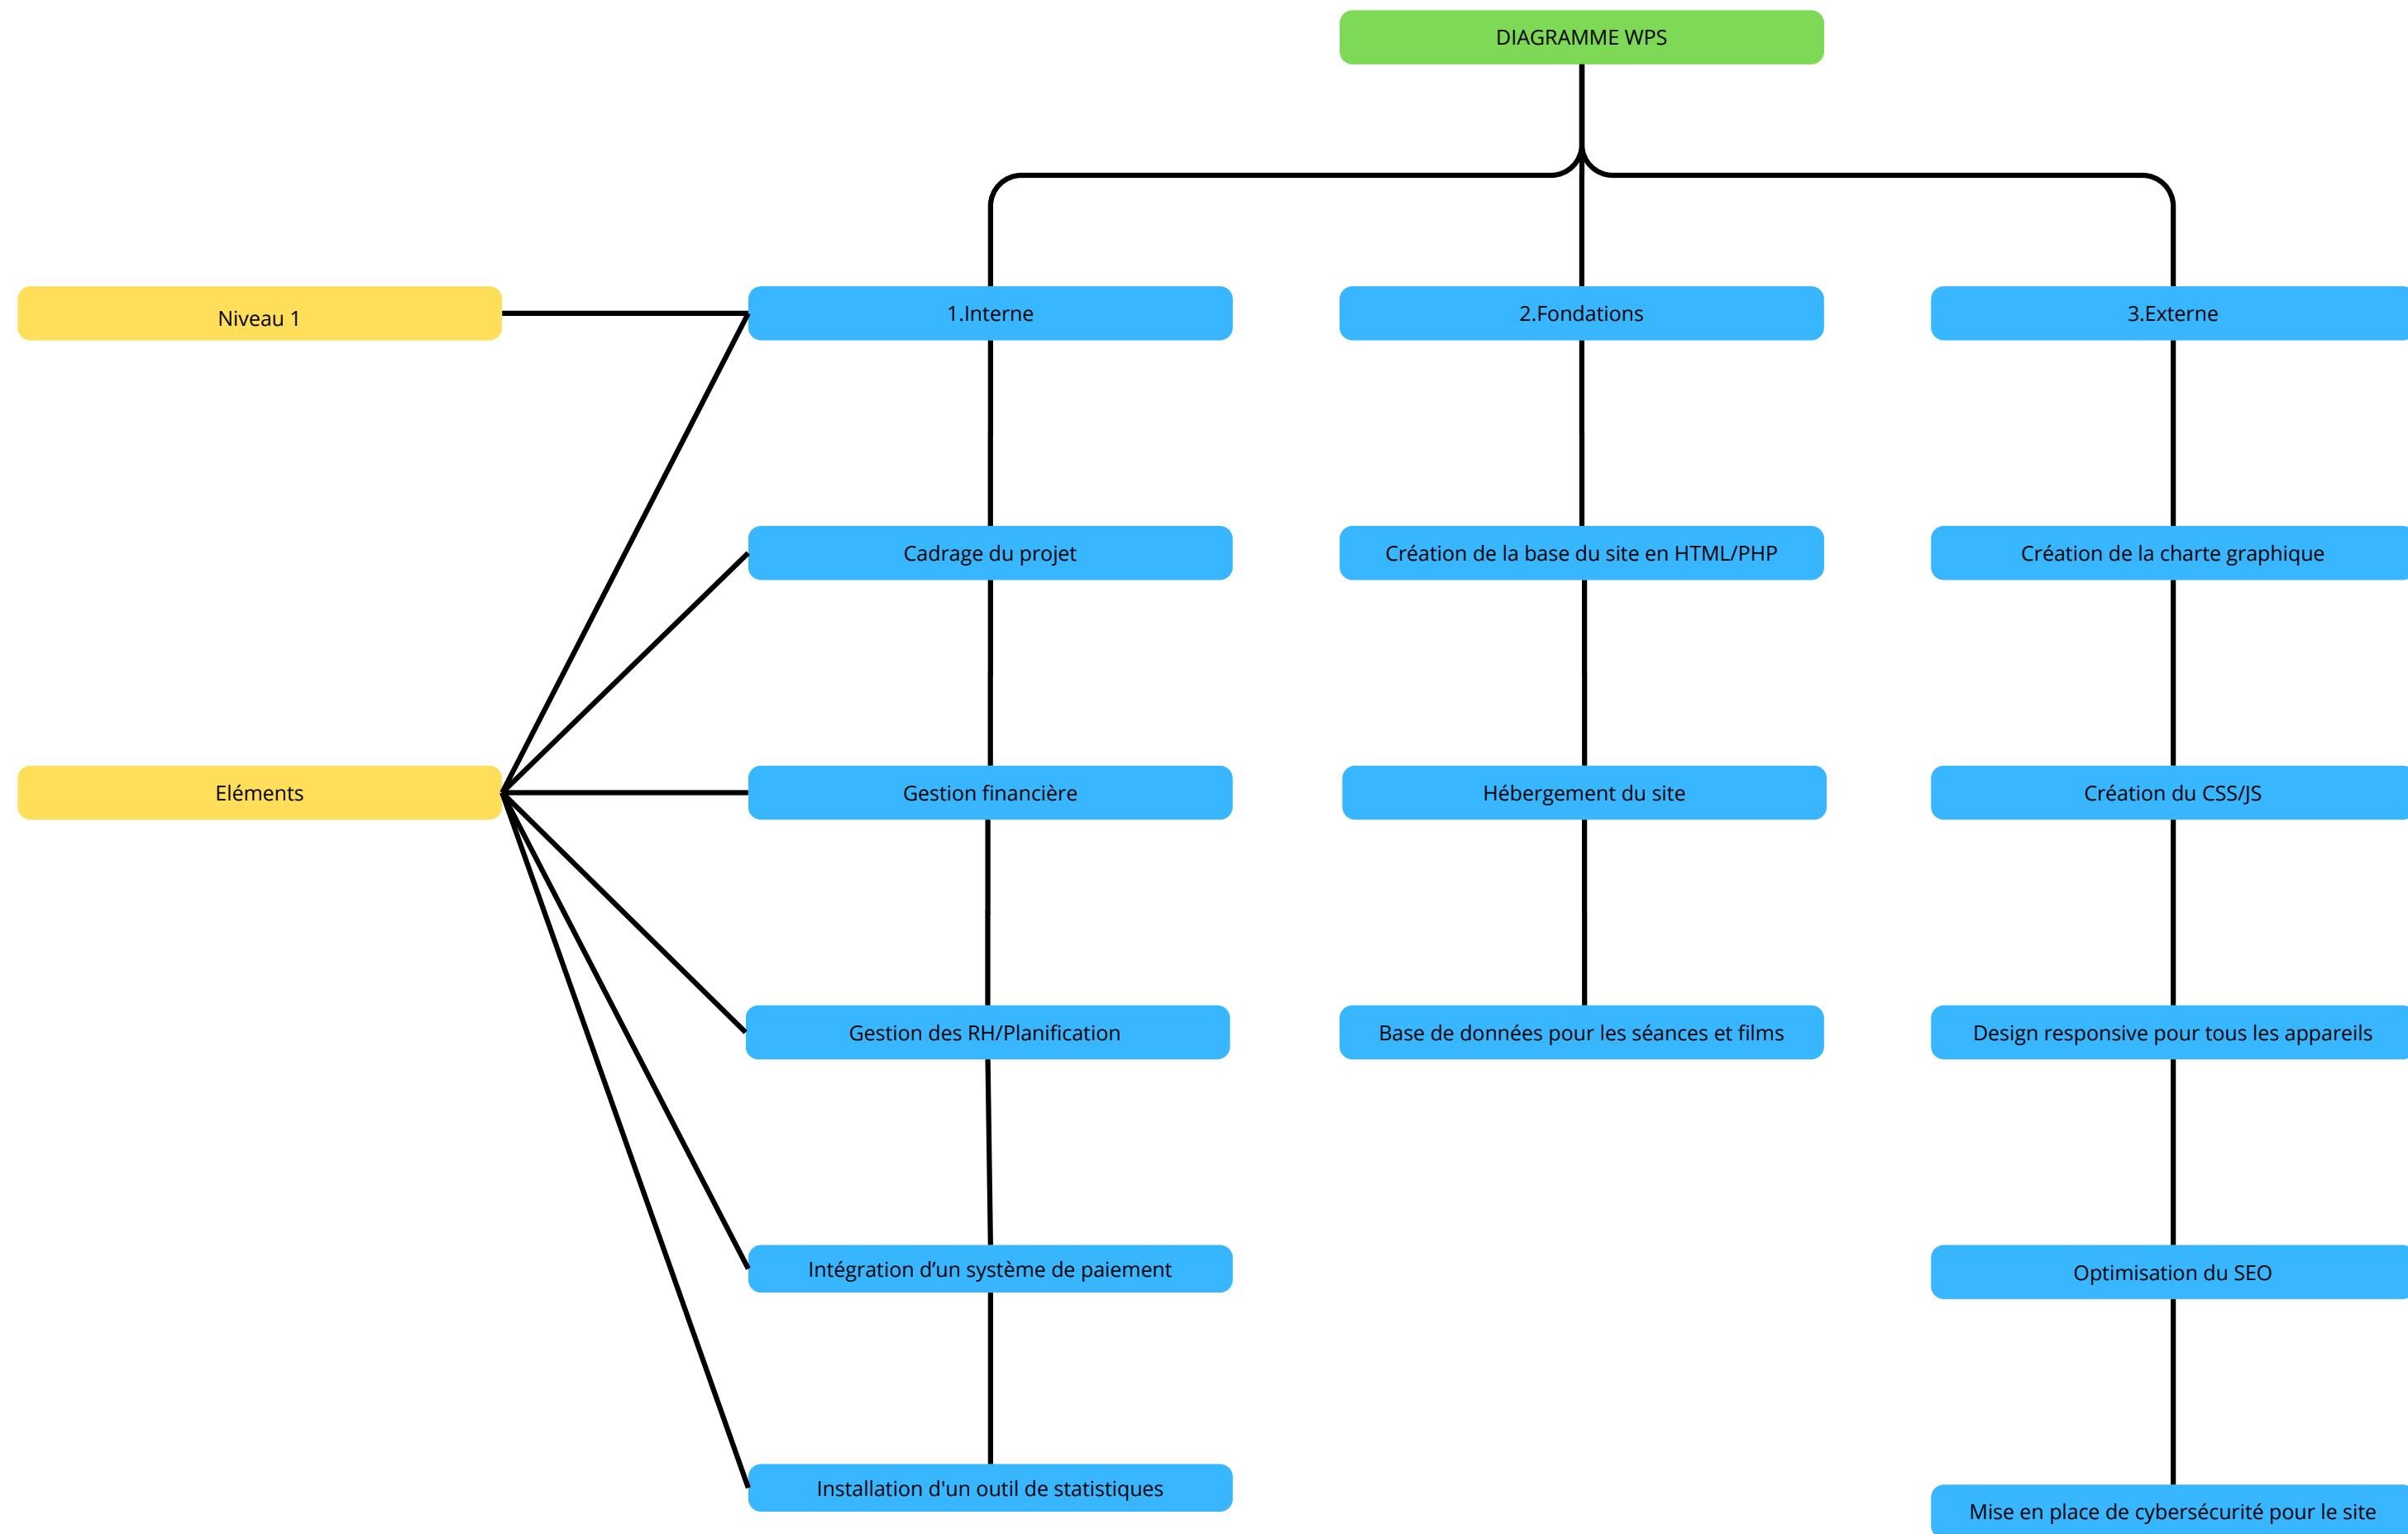 DIAGRAMME WPS
Niveau 1
1.Interne
2.Fondations
3.Externe
Cadrage du projet
Création de la base du site en HTML/PHP
Création de la charte graphique
Eléments
Gestion financière
Hébergement du site
Création du CSS/JS
Gestion des RH/Planification
Base de données pour les séances et films
Design responsive pour tous les appareils
Intégration d’un système de paiement
Optimisation du SEO
Installation d'un outil de statistiques
Mise en place de cybersécurité pour le site